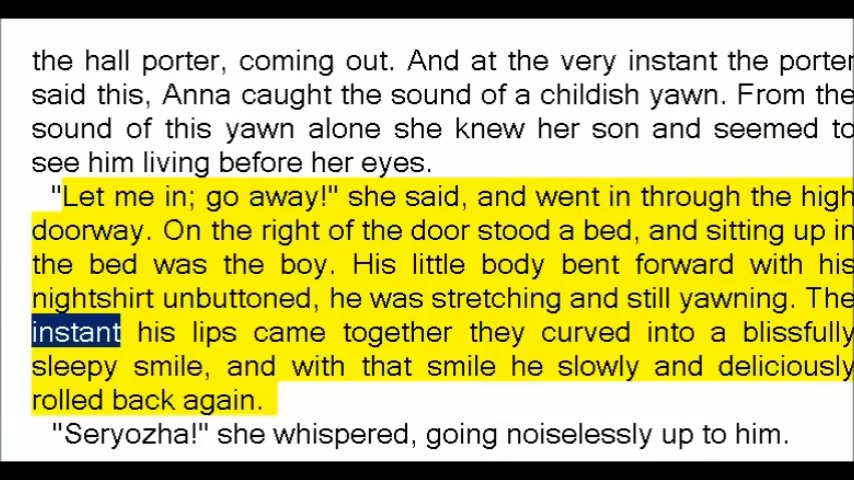 the hall porter, coming out. And at the very instant the porter
said this, Anna caught the sound of a childish yawn. From the
sound of this yawn alone she knew her son and seemed to
see him living before her eyes.
"Let me in; go away!" she said, and went in through the high
doorway. On the right of the door stood a bed, and sitting up in
the bed was the boy. His little body bent forward with his
nightshirt unbuttoned, he was stretching and still yawning. The
instant his lips came together they curved into a blissfully
sleepy smile, and with that smile he slowly and deliciously
rolled back again.
"Seryozha!" she whispered, going noiselessly up to him.